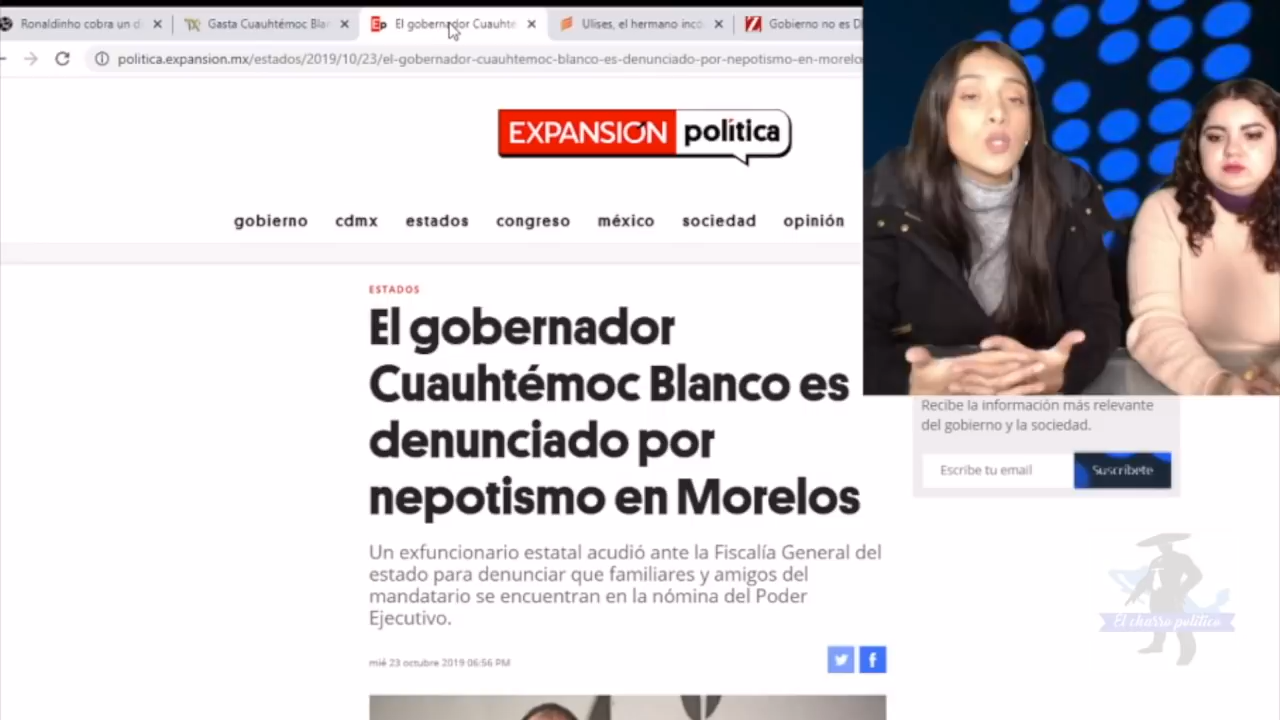 Ronaldinho cobra un d
Gasta Cuauhtémoc Blan
El gobernador Cuauhte
Ulises, el hermano incó
Gobierno no es D
politica.expansion.mx/estados/2019/10/23/el-gobernador-cuauhtemoc-blanco-es-denunciado-por-nepotismo-en-morelo
EXPANSIÓN política
gobierno cdmx estados congreso méxico sociedad opinión
ESTADOS
El gobernador
Cuauhtémoc Blanco es
denunciado por
nepotismo en Morelos
Un exfuncionario estatal acudió ante la Fiscalía General del
estado para denunciar que familiares y amigos del
mandatario se encuentran en la nómina del Poder
Ejecutivo.
mié 23 octubre 2019 06:56 PM
Recibe la información más relevante
del gobierno y la sociedad.
Escribe tu email
Suscríbete
El charro político